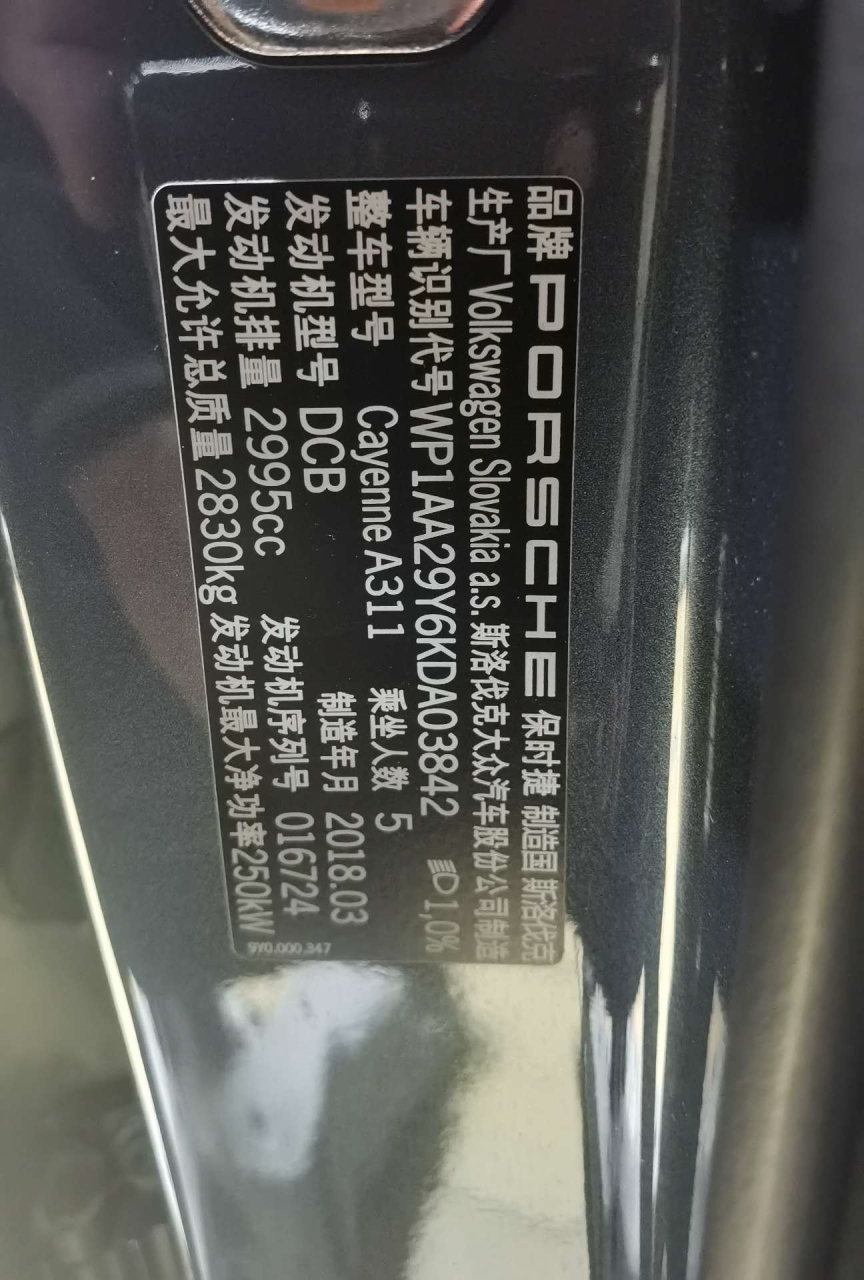 品牌 PORSCHE 保时捷 制造国 斯洛伐克
生产厂 Volkswagen Slovakia a.s. 斯洛伐克大众汽车股份公司制造
车辆识别代号 WP1AA29Y6KDA03842 1,0%
整车型号 Cayenne A311 乘坐人数 5
发动机型号 DCB 制造年月 2018.03
发动机排量 2995cc 发动机序列号 016724
最大允许总质量 2830kg 发动机最大净功率250kW
9Y0.000.347